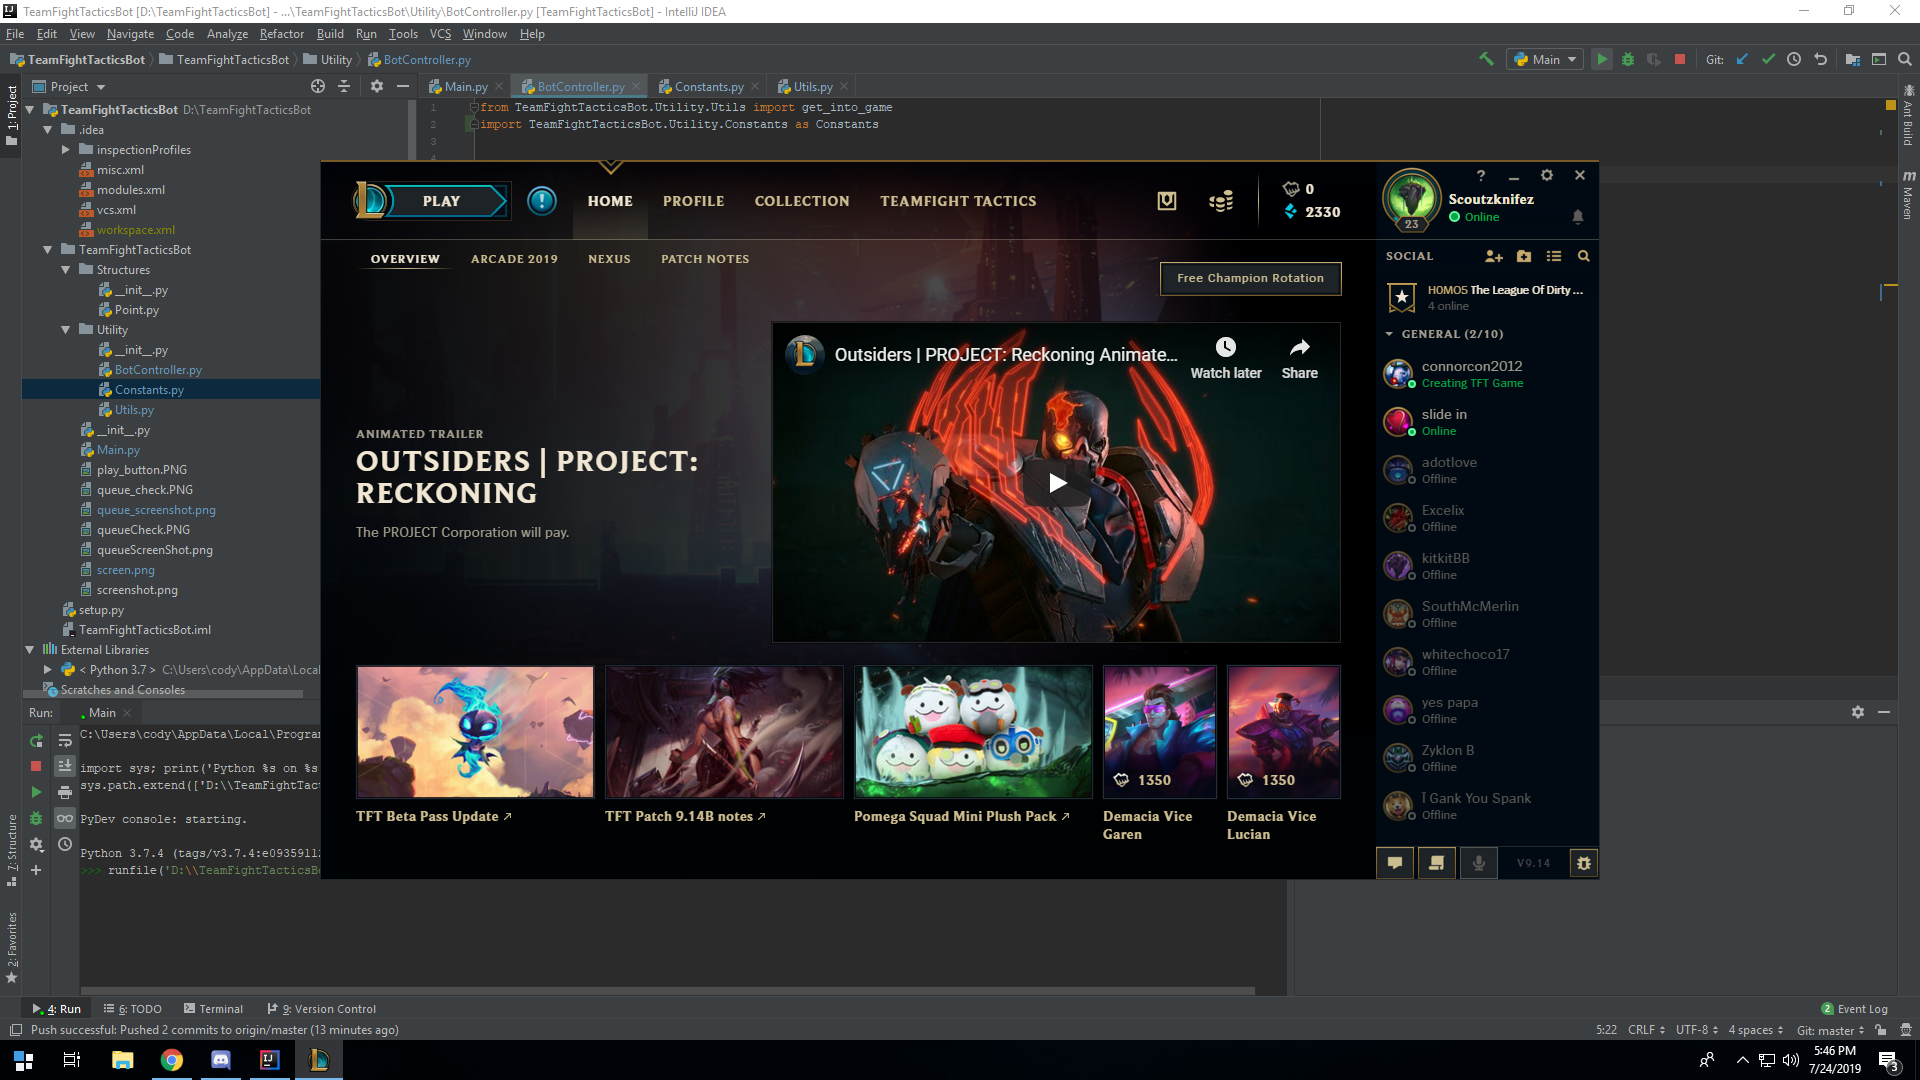 TeamFightTacticsBot [D:\TeamFightTacticsBot] - ...\TeamFightTacticsBot\Utility\BotController.py [TeamFightTacticsBot] - IntelliJ IDEA
File Edit View Navigate Code Analyze Refactor Build Run Tools VCS Window Help
TeamFightTacticsBot TeamFightTacticsBot Utility BotController.py
Main Git:
Project
Main.py BotController.py Constants.py Utils.py
1: Project
1 from TeamFightTacticsBot.Utility.Utils import get_into_game
2 import TeamFightTacticsBot.Utility.Constants as Constants
3
4
TeamFightTacticsBot D:\TeamFightTacticsBot
.idea
inspectionProfiles
misc.xml
modules.xml
vcs.xml
workspace.xml
TeamFightTacticsBot
Structures
__init__.py
Point.py
Utility
__init__.py
BotController.py
Constants.py
Utils.py
__init__.py
Main.py
play_button.PNG
queue_check.PNG
queue_screenshot.png
queueCheck.PNG
queueScreenShot.png
screen.png
screenshot.png
setup.py
TeamFightTacticsBot.iml
External Libraries
< Python 3.7 > C:\Users\cody\AppData\Loca
Scratches and Consoles
Ant Build
Maven
PLAY
HOME PROFILE COLLECTION TEAMFIGHT TACTICS
0
2330
OVERVIEW ARCADE 2019 NEXUS PATCH NOTES
Free Champion Rotation
Outsiders | PROJECT: Reckoning Animate...
Watch later Share
ANIMATED TRAILER
OUTSIDERS | PROJECT:
RECKONING
The PROJECT Corporation will pay.
1350
1350
TFT Beta Pass Update
TFT Patch 9.14B notes
Pomega Squad Mini Plush Pack
Demacia Vice
Garen
Demacia Vice
Lucian
23
Scoutzknifez
Online
SOCIAL
H0MO5 The League Of Dirty ...
4 online
GENERAL (2/10)
connorcon2012
Creating TFT Game
slide in
Online
adotlove
Offline
Excelix
Offline
kitkitBB
Offline
SouthMcMerlin
Offline
whitechoco17
Offline
yes papa
Offline
Zyklon B
Offline
Ï Gank You Spank
Offline
V9.14
Run: Main
C:\Users\cody\AppData\Local\Progra
import sys; print('Python %s on %s
sys.path.extend(['D:\\TeamFightTac
PyDev console: starting.
Python 3.7.4 (tags/v3.7.4:e09359112
>>> runfile('D:\\TeamFightTacticsB
7: Structure
2: Favorites
4: Run 6: TODO Terminal 9: Version Control
2 Event Log
Push successful: Pushed 2 commits to origin/master (13 minutes ago)
5:22 CRLF UTF-8 4 spaces Git: master
5:46 PM
7/24/2019
3